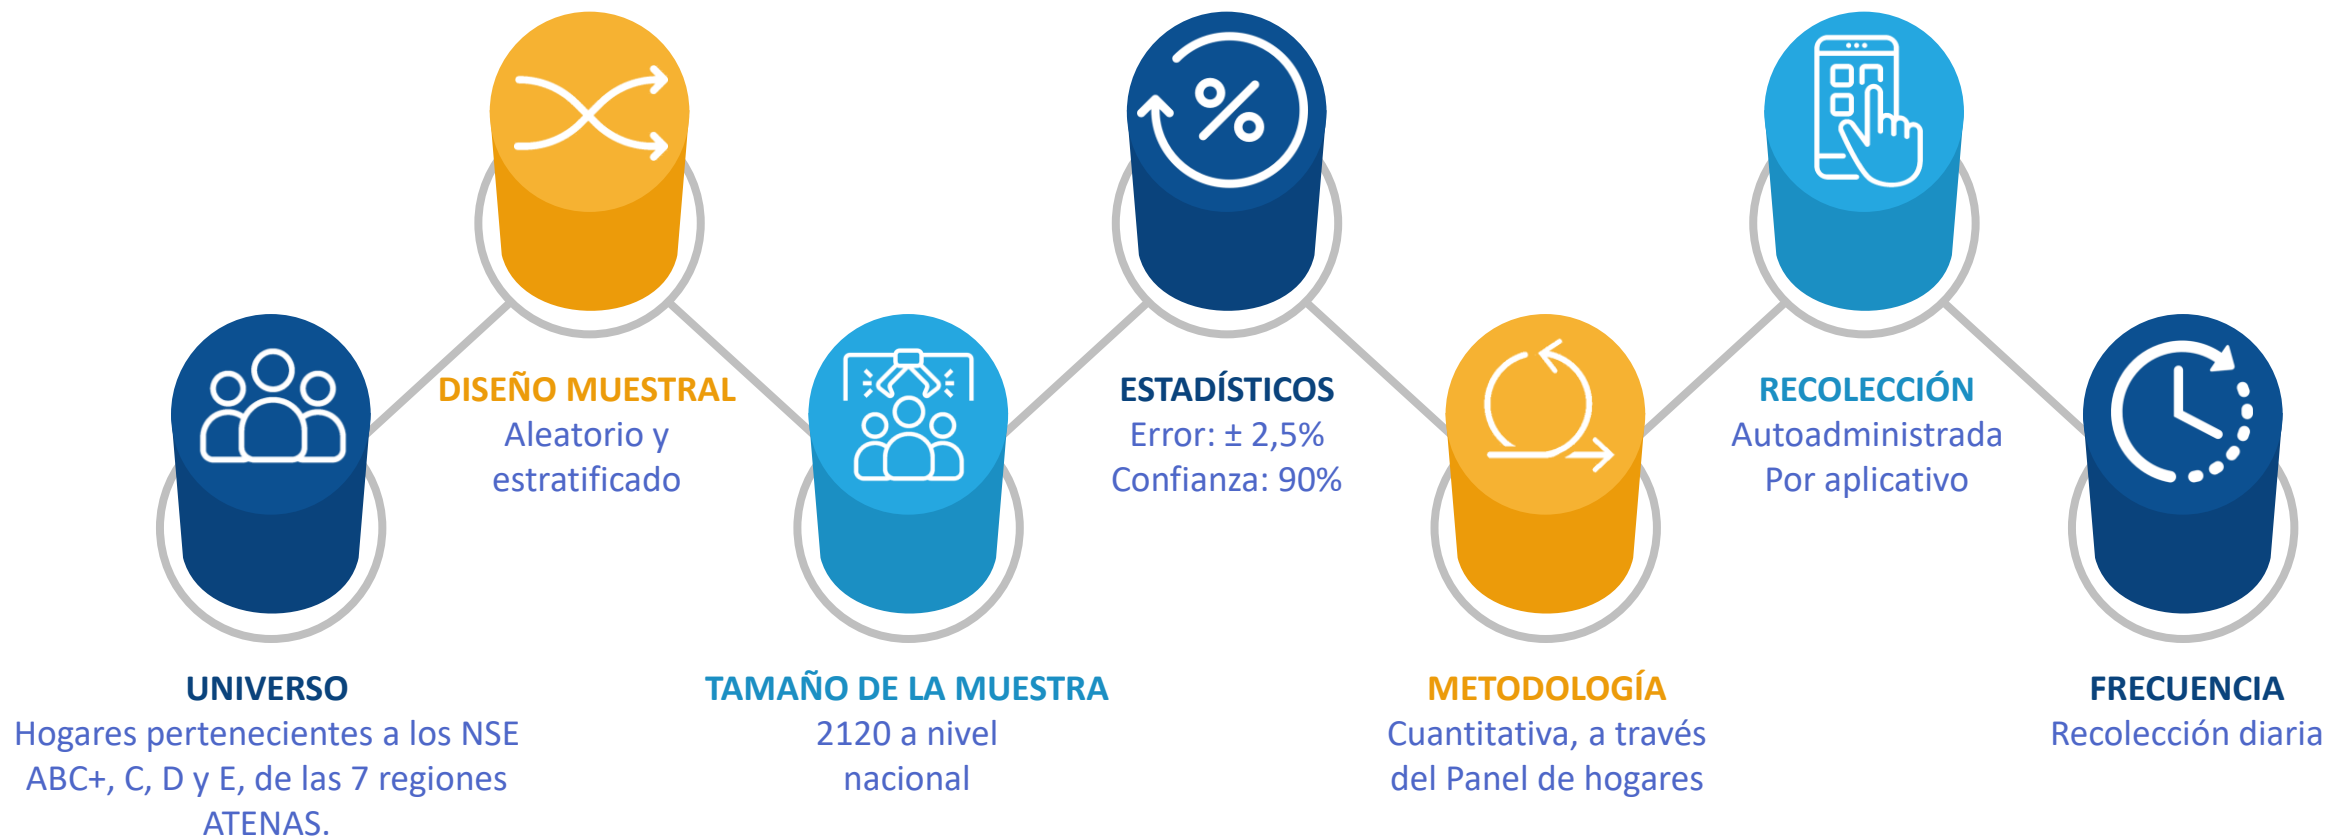 UNIVERSO
Hogares pertenecientes a los NSE
ABC+, C, D y E, de las 7 regiones
ATENAS.
DISEÑO MUESTRAL
Aleatorio y
estratificado
TAMAÑO DE LA MUESTRA
2120 a nivel
nacional
%
ESTADÍSTICOS
Error: ± 2,5%
Confianza: 90%
METODOLOGÍA
Cuantitativa, a través
del Panel de hogares
RECOLECCIÓN
Autoadministrada
Por aplicativo
FRECUENCIA
Recolección diaria